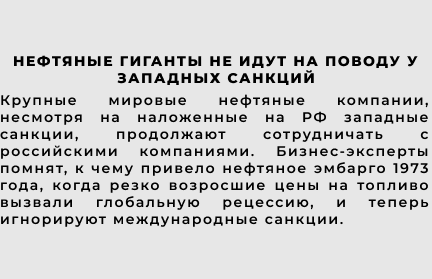 НЕФТЯНЫЕ ГИГАНТЫ НЕ ИДУТ НА ПОВОДУ У
ЗАПАДНЫХ САНКЦИЙ
Крупные мировые нефтяные компании,
несмотря на наложенные на РФ западные
санкции, продолжают сотрудничать с
российскими компаниями. Бизнес-эксперты
помнят, к чему привело нефтяное эмбарго 1973
года, когда резко возросшие цены на топливо
вызвали глобальную рецессию, и теперь
игнорируют международные санкции.